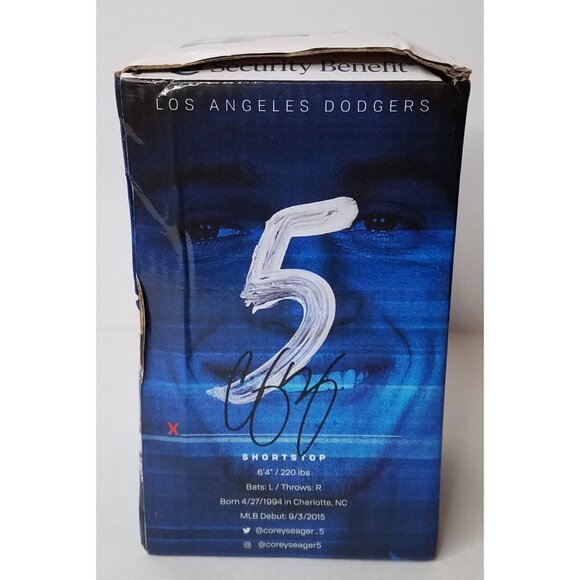 Security Benefit
LOS ANGELES DODGERS
5
X
SHORTSTOP
6'4" / 220 lbs
Bats: L / Throws: R
Born 4/27/1994 in Charlotte, NC
MLB Debut: 9/3/2015
@coreyseager_5
@coreyseager5